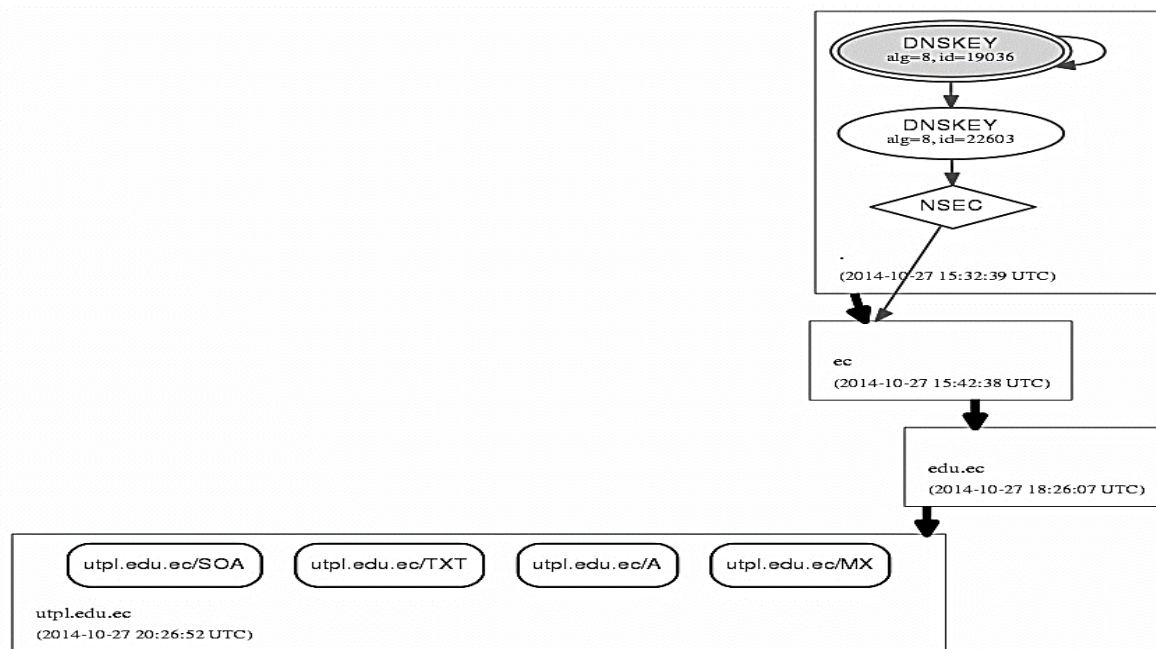 DNSKEY
alg=8, id=19036
DNSKEY
alg=8, id=22603
NSEC
.
(2014-10-27 15:32:39 UTC)
ec
(2014-10-27 15:42:38 UTC)
edu.ec
(2014-10-27 18:26:07 UTC)
utpl.edu.ec/SOA
utpl.edu.ec/TXT
utpl.edu.ec/A
utpl.edu.ec/MX
utpl.edu.ec
(2014-10-27 20:26:52 UTC)